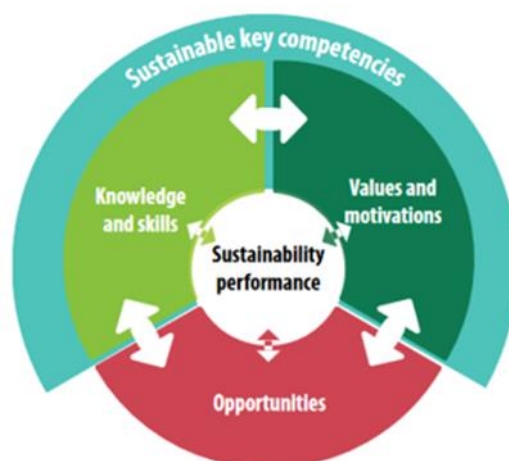 Sustainable key competencies
Knowledge
and skills
Values and
motivations
Sustainability
performance
Opportunities